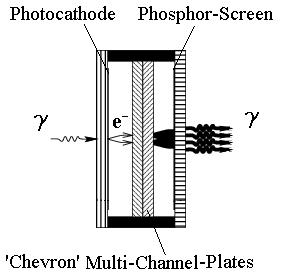 Photocathode Phosphor-Screen
γ e⁻ γ
'Chevron' Multi-Channel-Plates